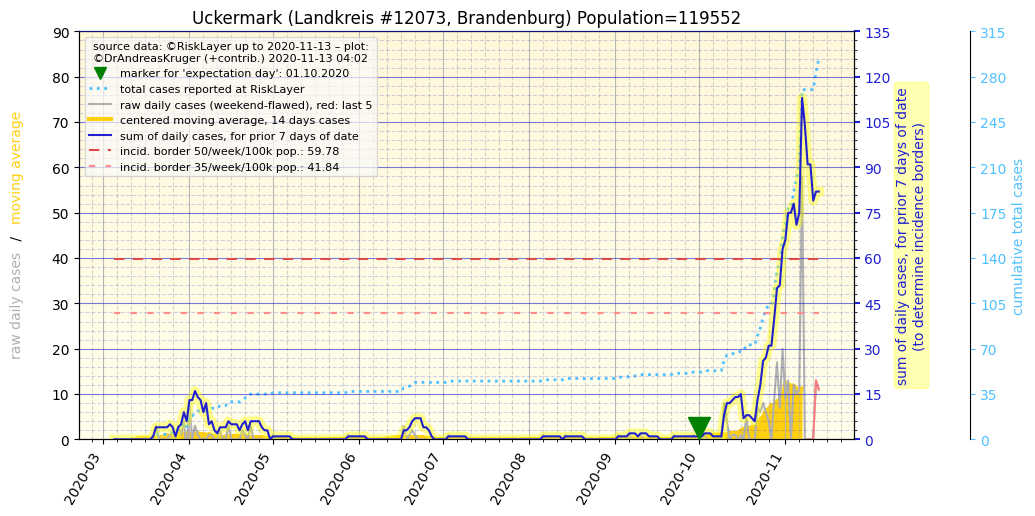 Uckermark (Landkreis #12073, Brandenburg) Population=119552
source data: ©RiskLayer up to 2020-11-13 – plot:
©DrAndreasKruger (+contrib.) 2020-11-13 04:02
marker for 'expectation day': 01.10.2020
total cases reported at RiskLayer
raw daily cases (weekend-flawed), red: last 5
centered moving average, 14 days cases
sum of daily cases, for prior 7 days of date
incid. border 50/week/100k pop.: 59.78
incid. border 35/week/100k pop.: 41.84
raw daily cases / moving average
90
80
70
60
50
40
30
20
10
0
2020-03
2020-04
2020-05
2020-06
2020-07
2020-08
2020-09
2020-10
2020-11
135
120
105
90
75
60
45
30
15
0
sum of daily cases, for prior 7 days of date
(to determine incidence borders)
315
280
245
210
175
140
105
70
35
0
cumulative total cases